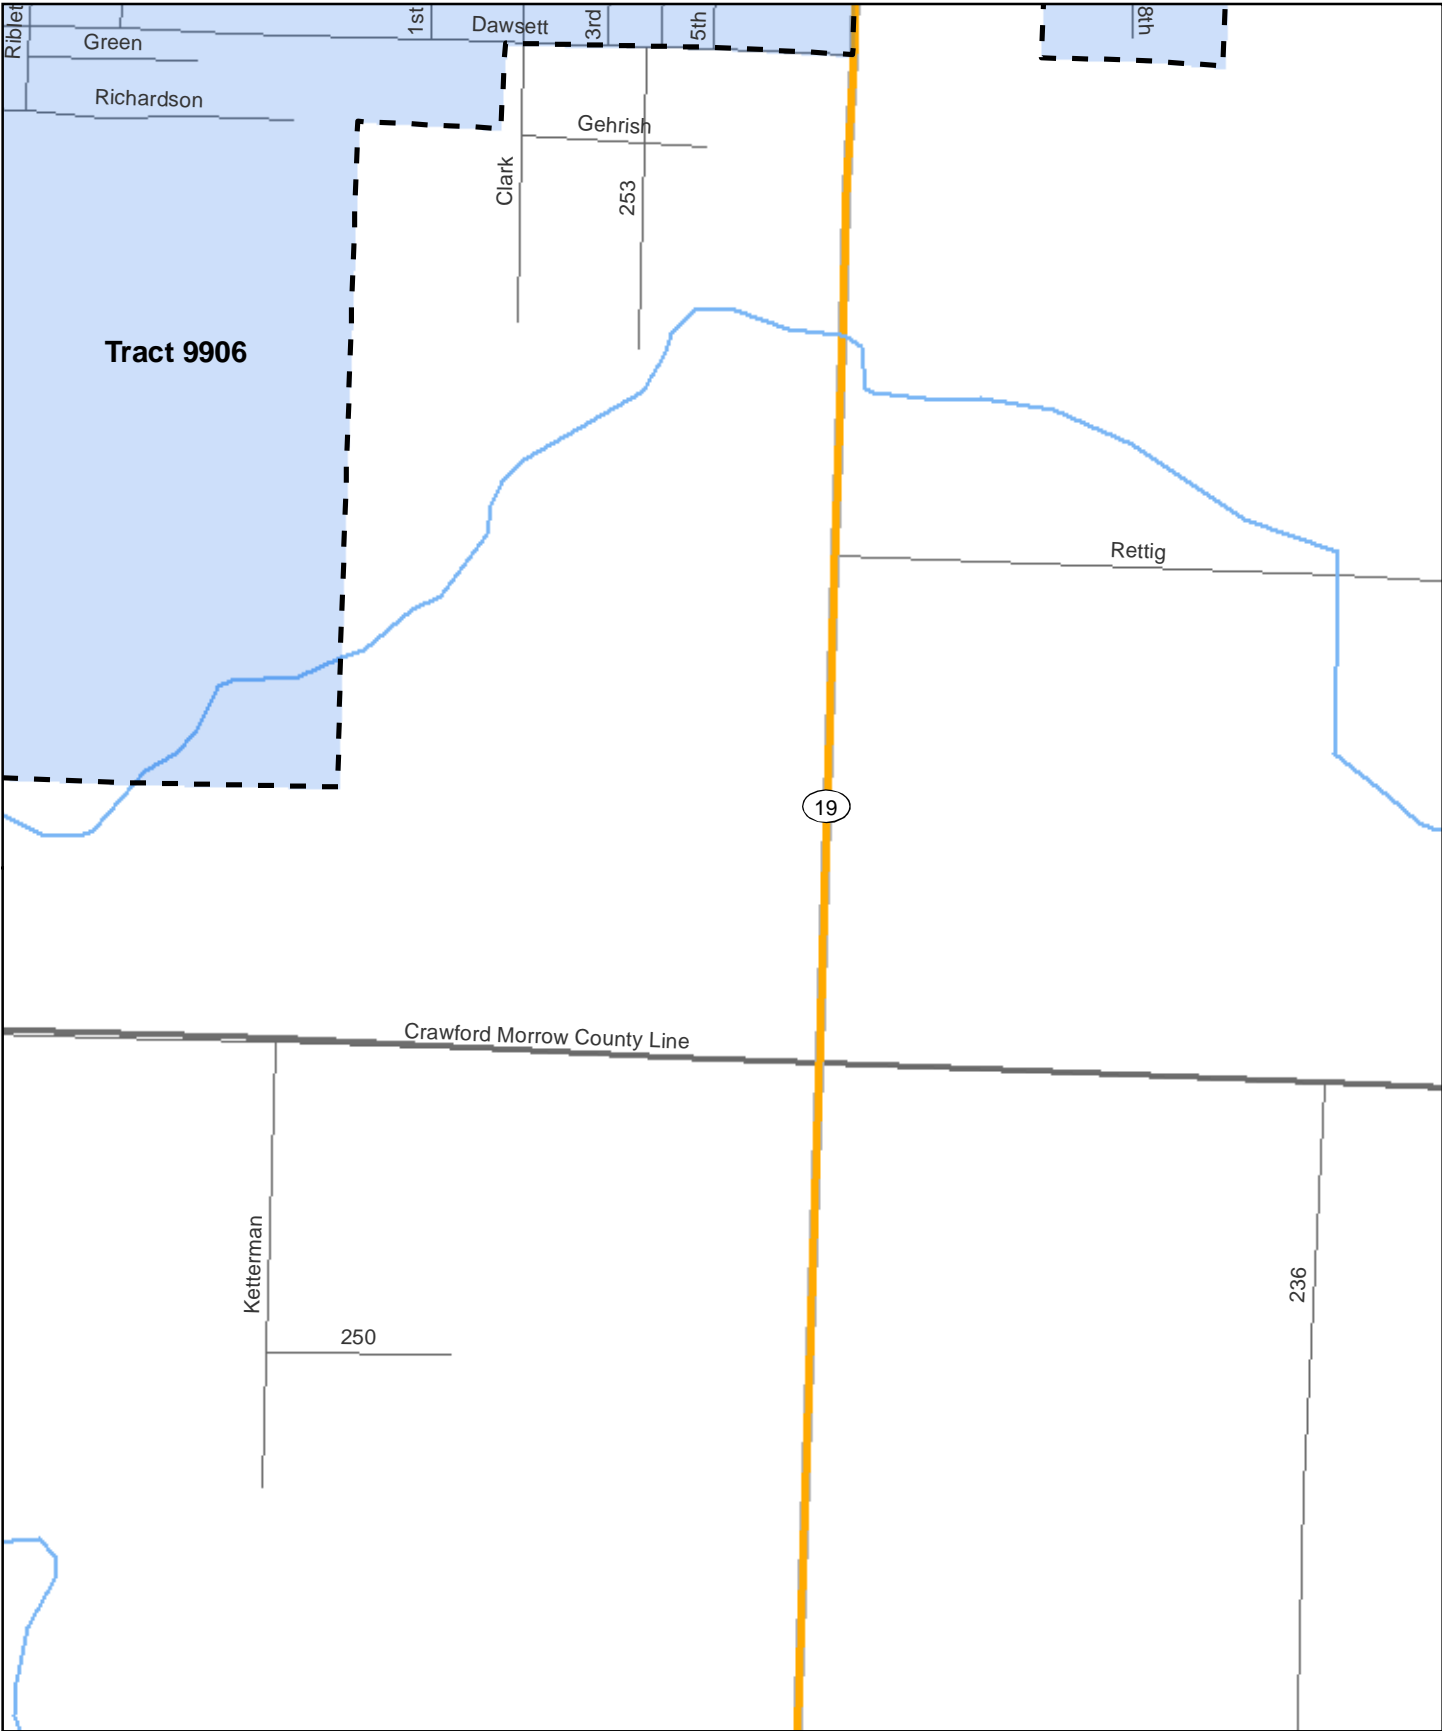 Riblet
1st
Dawsett
3rd
5th
8th
Green
Richardson
Gehrish
Clark
253
Tract 9906
Rettig
19
Crawford Morrow County Line
Ketterman
236
250